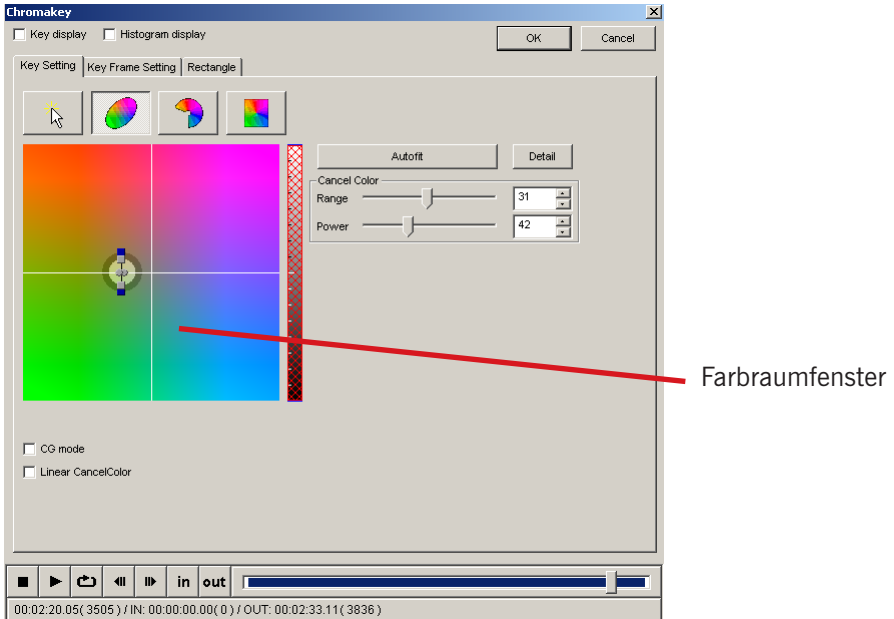 Chromakey
Key display Histogram display
OK Cancel
Key Setting Key Frame Setting Rectangle
Autofit Detail
Cancel Color
Range 31
Power 42
Farbraumfenster
CG mode
Linear CancelColor
in out
00:02:20.05( 3505 ) / IN: 00:00:00.00( 0 ) / OUT: 00:02:33.11( 3836 )